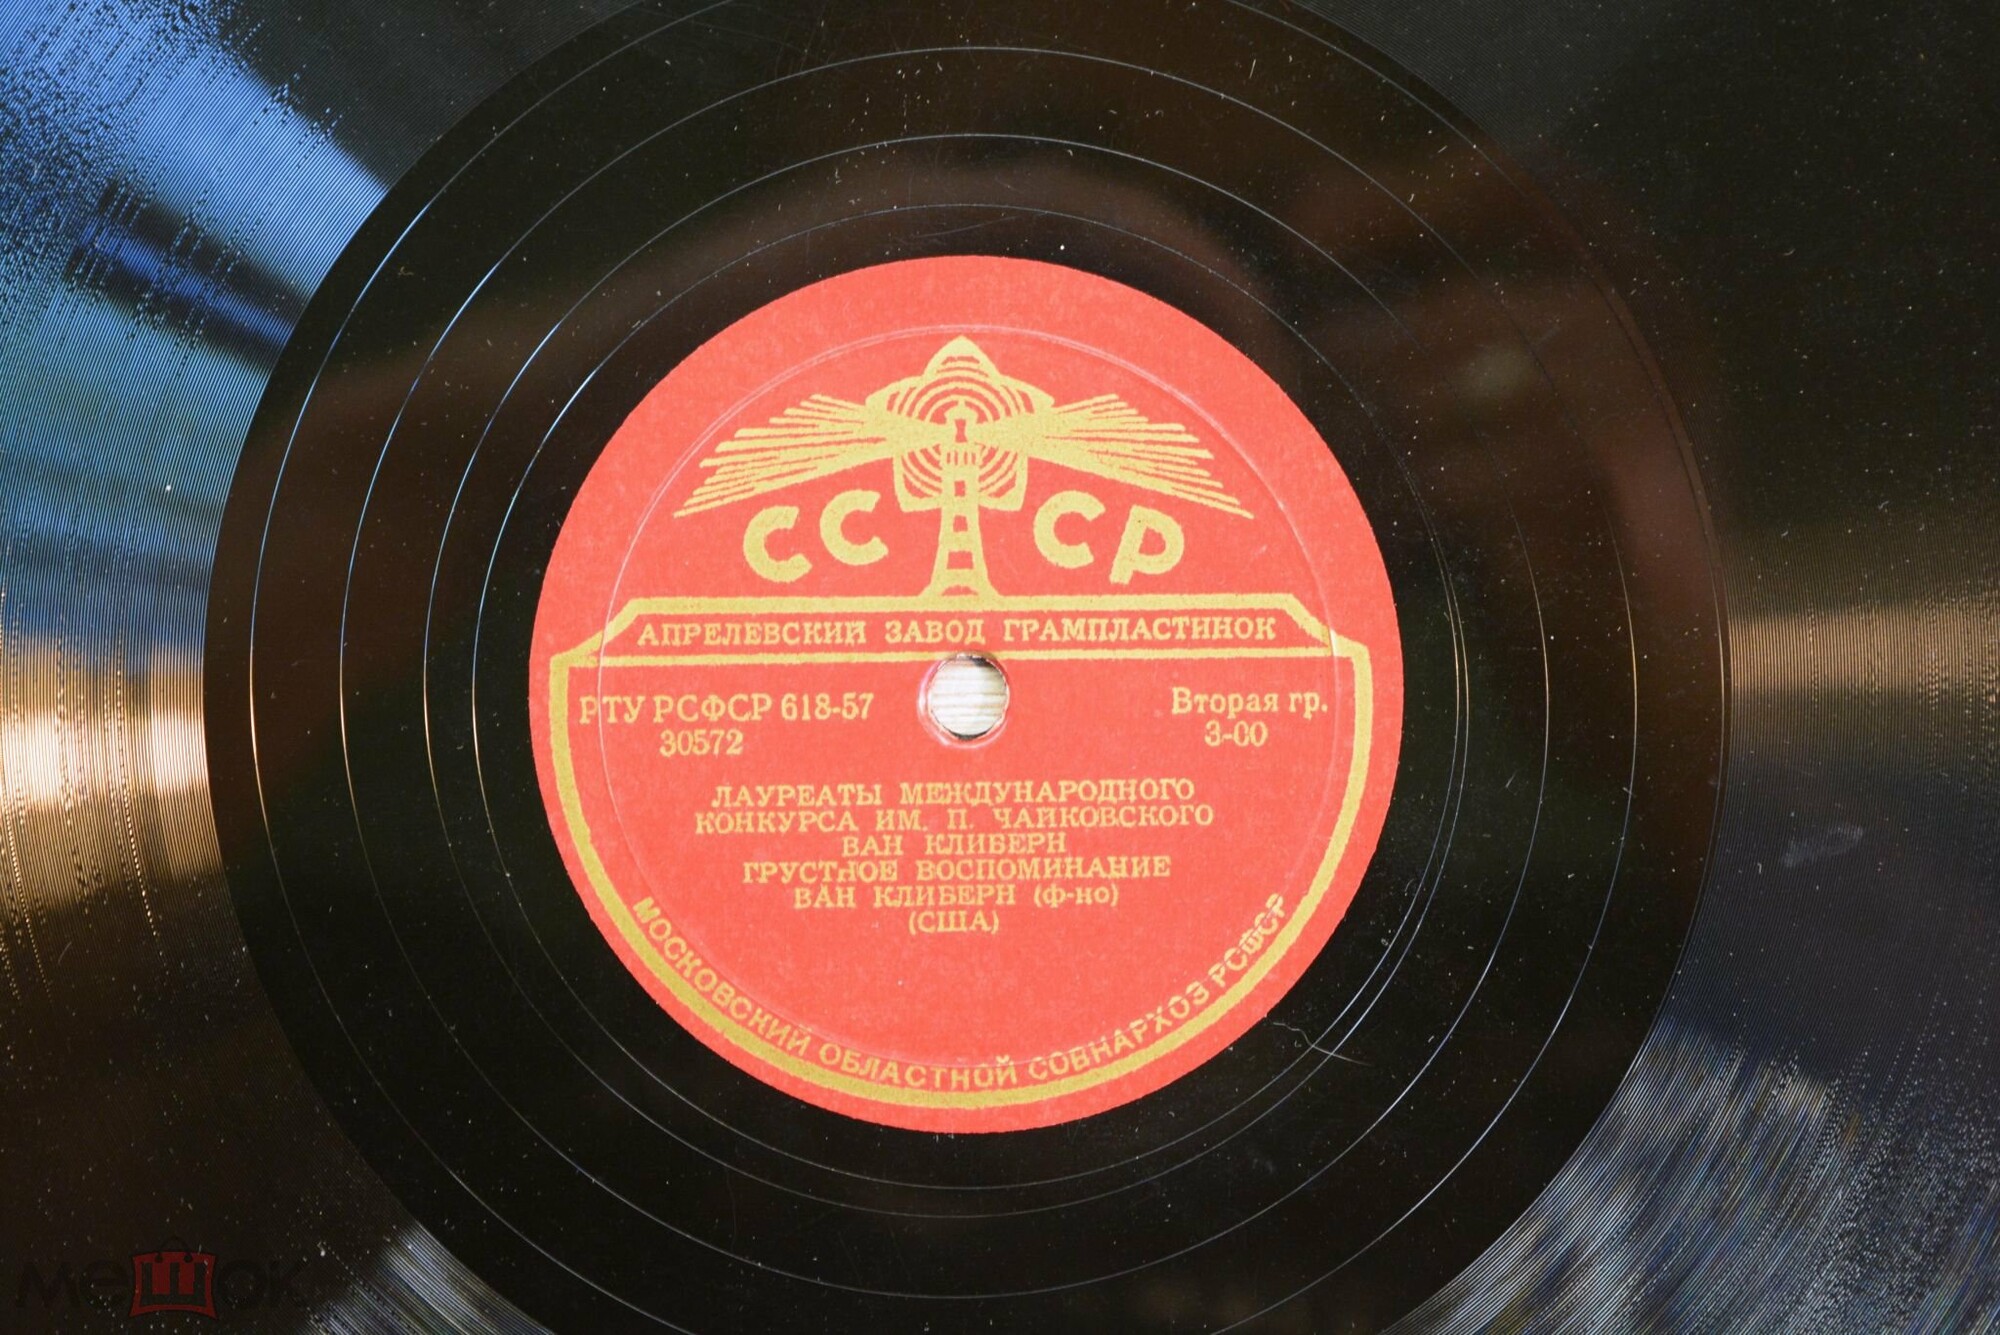 СССР
АПРЕЛЕВСКИЙ ЗАВОД ГРАМПЛАСТИНОК
РТУ РСФСР 618-57
30572
Вторая гр.
3-00
ЛАУРЕАТЫ МЕЖДУНАРОДНОГО
КОНКУРСА ИМ. П. ЧАЙКОВСКОГО
ВАН КЛИБЕРН
ГРУСТНОЕ ВОСПОМИНАНИЕ
ВАН КЛИБЕРН (ф-но)
(США)
МОСКОВСКИЙ ОБЛАСТНОЙ СОВНАРХОЗ РСФСР
мешок